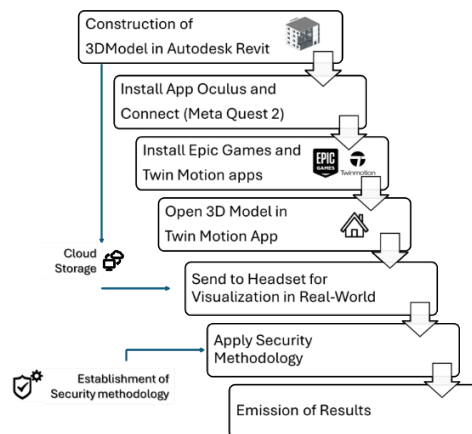 Construction of
3DModel in Autodesk Revit
Install App Oculus and
Connect (Meta Quest 2)
Install Epic Games and
Twin Motion apps
EPIC
GAMES
Twinmotion
Open 3D Model in
Twin Motion App
Cloud
Storage
Send to Headset for
Visualization in Real-World
Apply Security
Methodology
Establishment of
Security methodology
Emission of Results